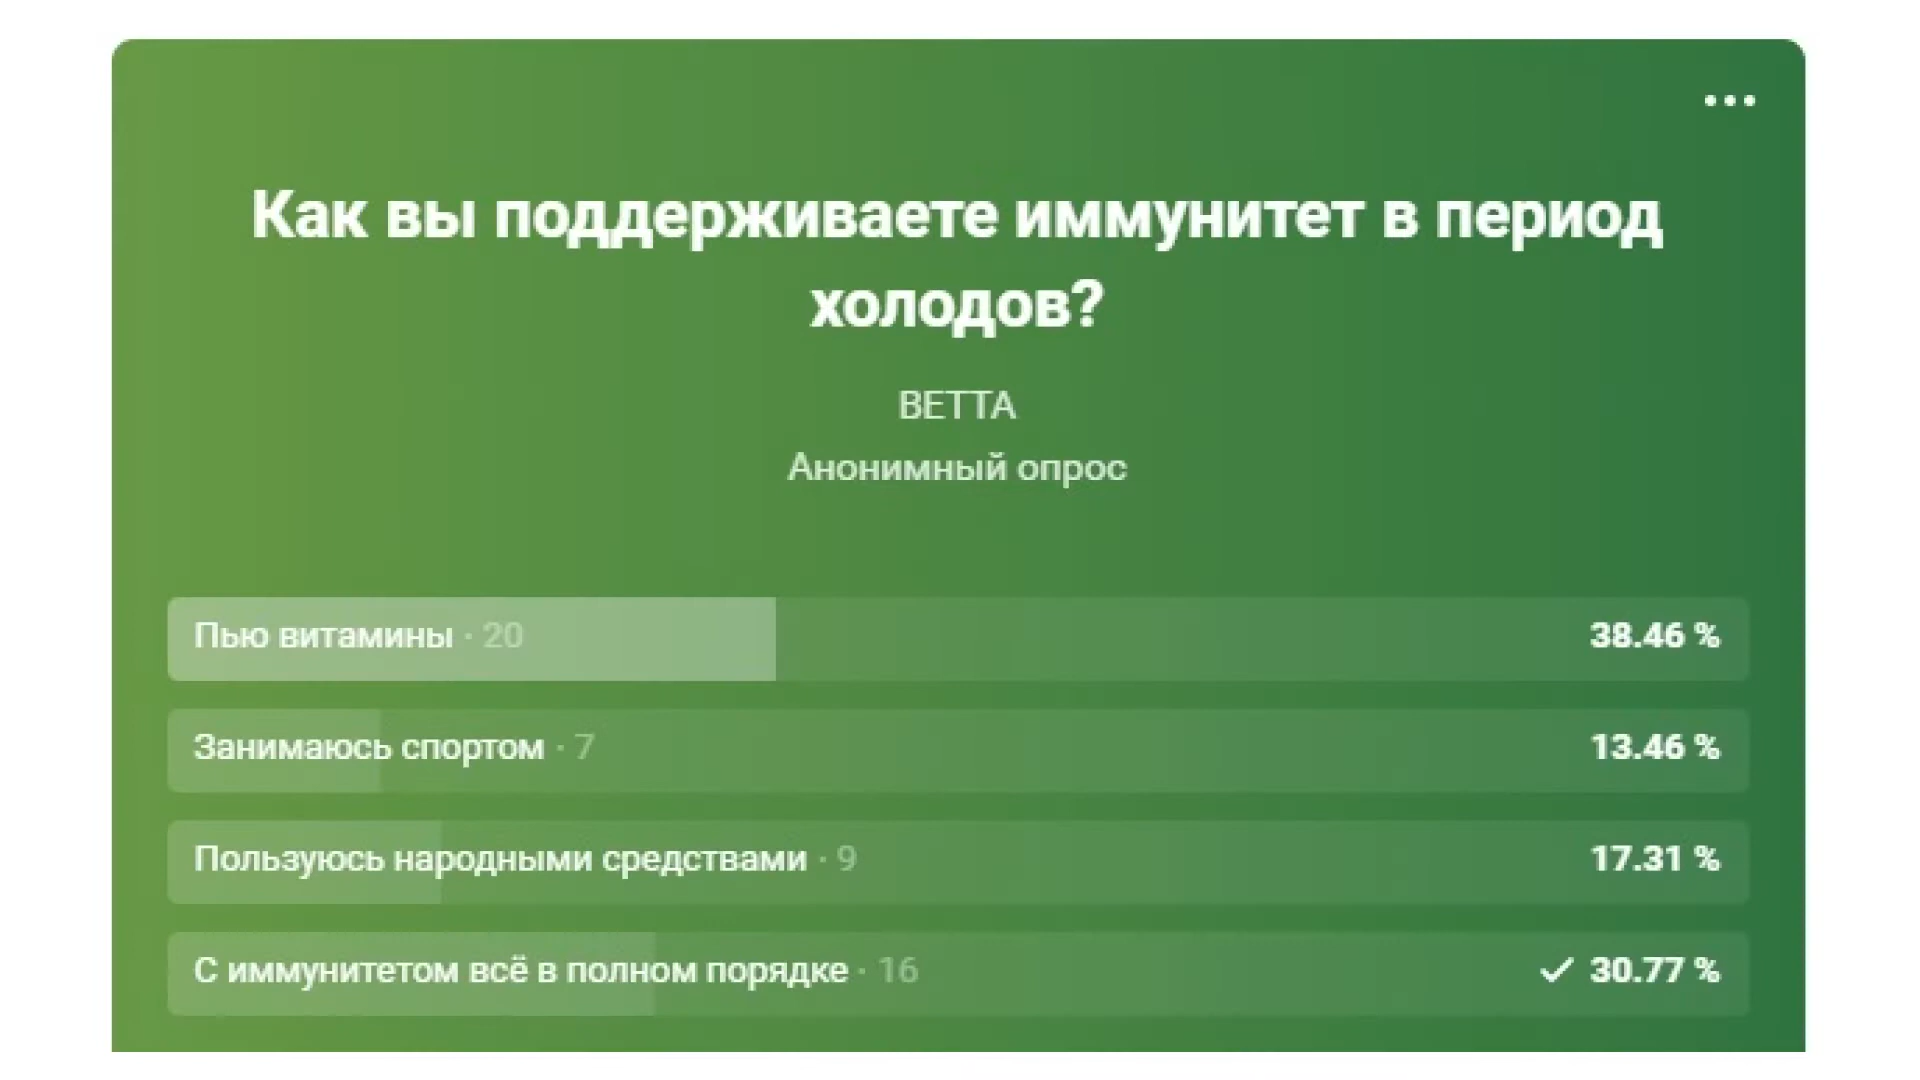 Как вы поддерживаете иммунитет в период
холодов?
BETTA
Анонимный опрос
Пью витамины · 20 38.46 %
Занимаюсь спортом · 7 13.46 %
Пользуюсь народными средствами · 9 17.31 %
С иммунитетом всё в полном порядке · 16 30.77 %